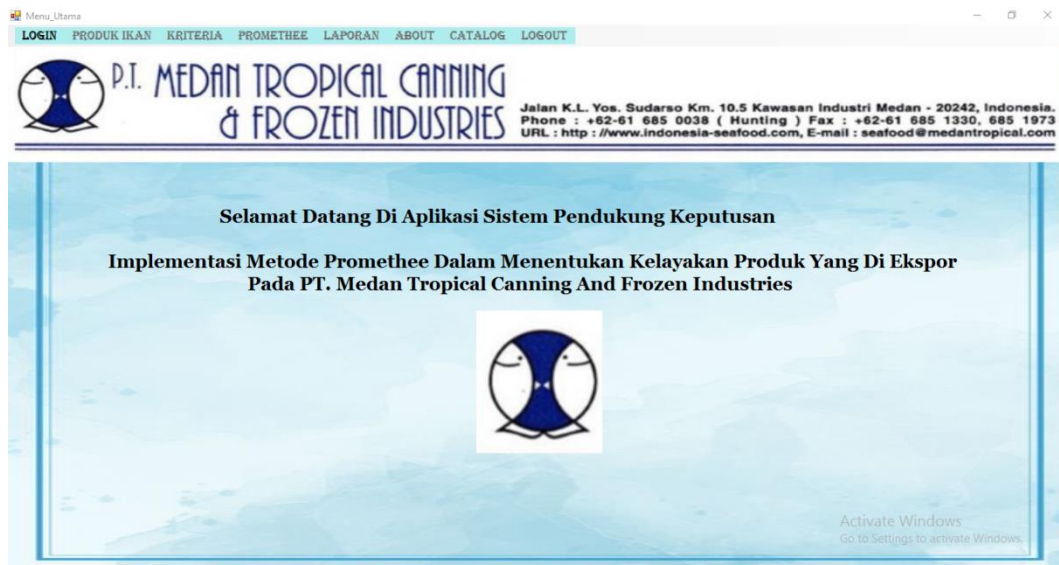 Menu_Utama
LOGIN PRODUK IKAN KRITERIA PROMETHEE LAPORAN ABOUT CATALOG LOGOUT
P.T. MEDAN TROPICAL CANNING
& FROZEN INDUSTRIES
Jalan K.L. Yos. Sudarso Km. 10.5 Kawasan Industri Medan - 20242, Indonesia.
Phone : +62-61 685 0038 ( Hunting ) Fax : +62-61 685 1330, 685 1973
URL : http : //www.indonesia-seafood.com, E-mail : seafood@medantropical.com
Selamat Datang Di Aplikasi Sistem Pendukung Keputusan
Implementasi Metode Promethee Dalam Menentukan Kelayakan Produk Yang Di Ekspor
Pada PT. Medan Tropical Canning And Frozen Industries
Activate Windows
Go to Settings to activate Windows.